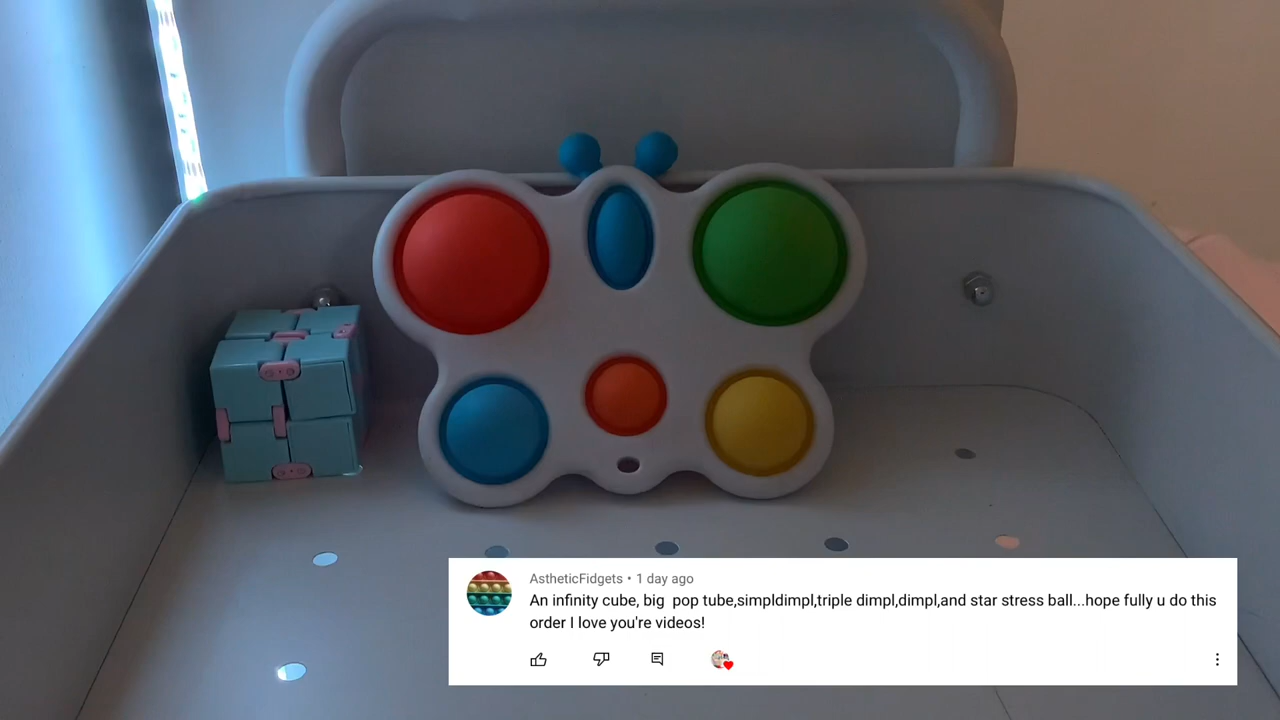 AstheticFidgets • 1 day ago
An infinity cube, big  pop tube,simpldimpl,triple dimpl,dimpl,and star stress ball...hope fully u do this
order I love you're videos!